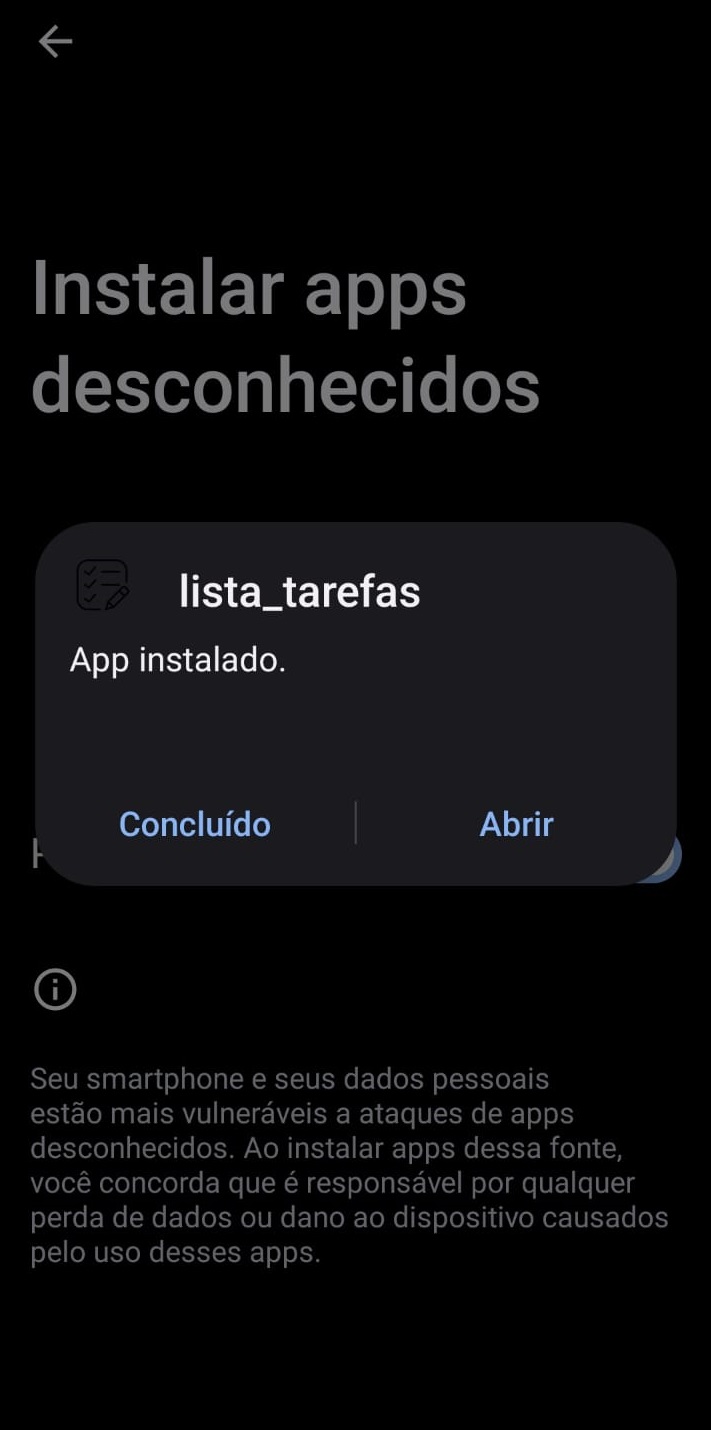 Instalar apps
desconhecidos
lista_tarefas
App instalado.
Concluído
Abrir
Seu smartphone e seus dados pessoais
estão mais vulneráveis a ataques de apps
desconhecidos. Ao instalar apps dessa fonte,
você concorda que é responsável por qualquer
perda de dados ou dano ao dispositivo causados
pelo uso desses apps.